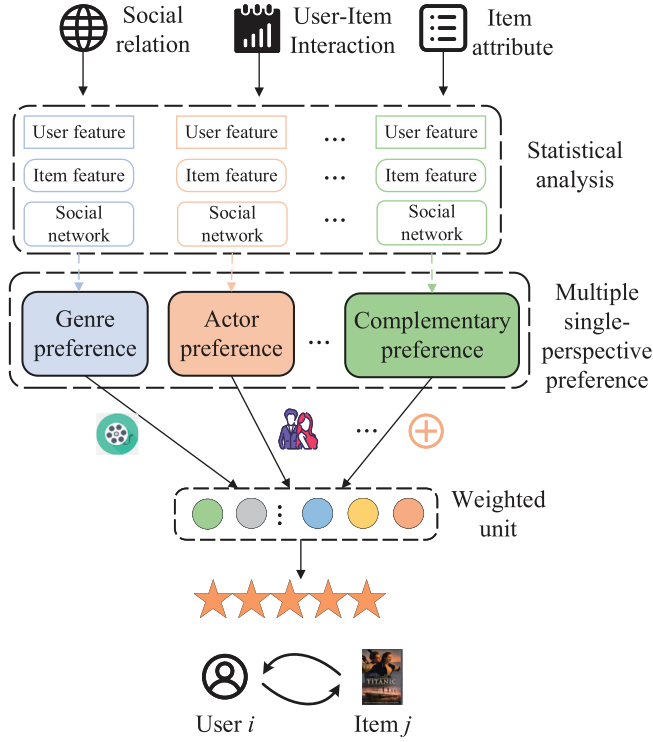 Social
relation
User-Item
Interaction
Item
attribute
User feature
User feature
...
User feature
Item feature
Item feature
...
Item feature
Social
network
Social
network
...
Social
network
Statistical
analysis
Genre
preference
Actor
preference
...
Complementary
preference
Multiple
single-
perspective
preference
...
Weighted
unit
TITANIC
User i
Item j